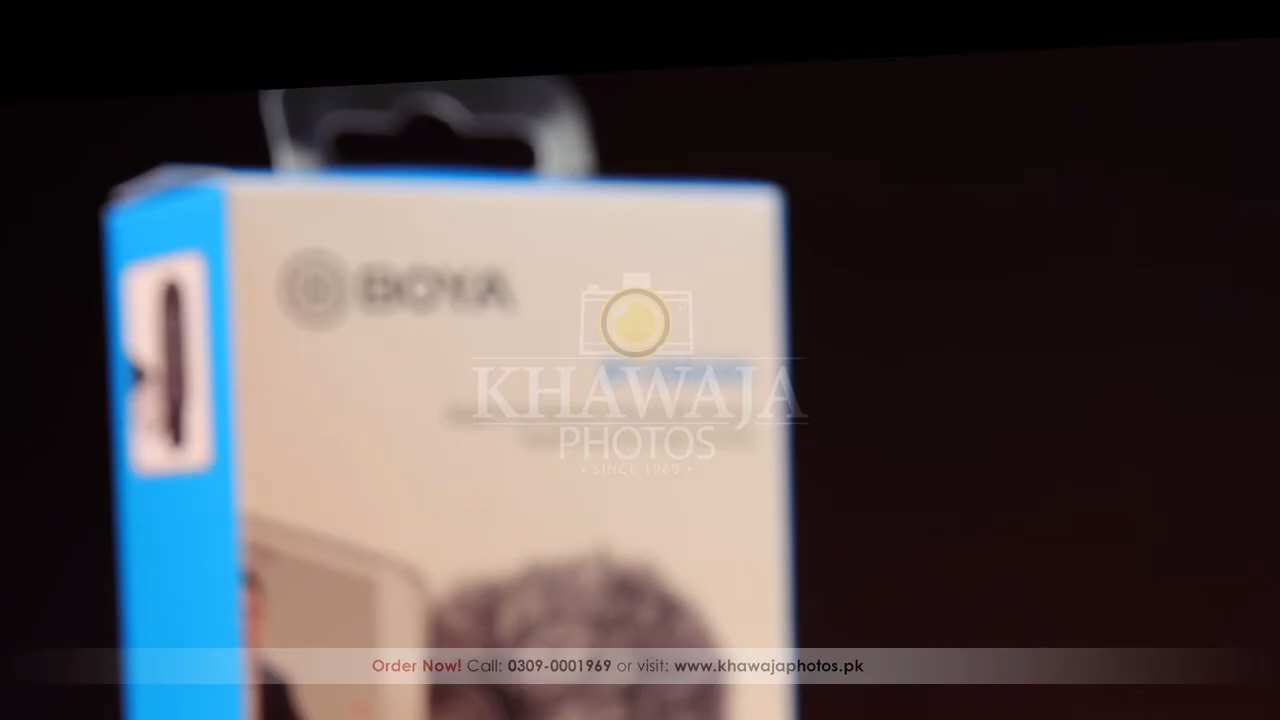 BOYA
KHAWAJA
PHOTOS
• SINCE 1969 •
Order Now! Call: 0309-0001969 or visit: www.khawajaphotos.pk